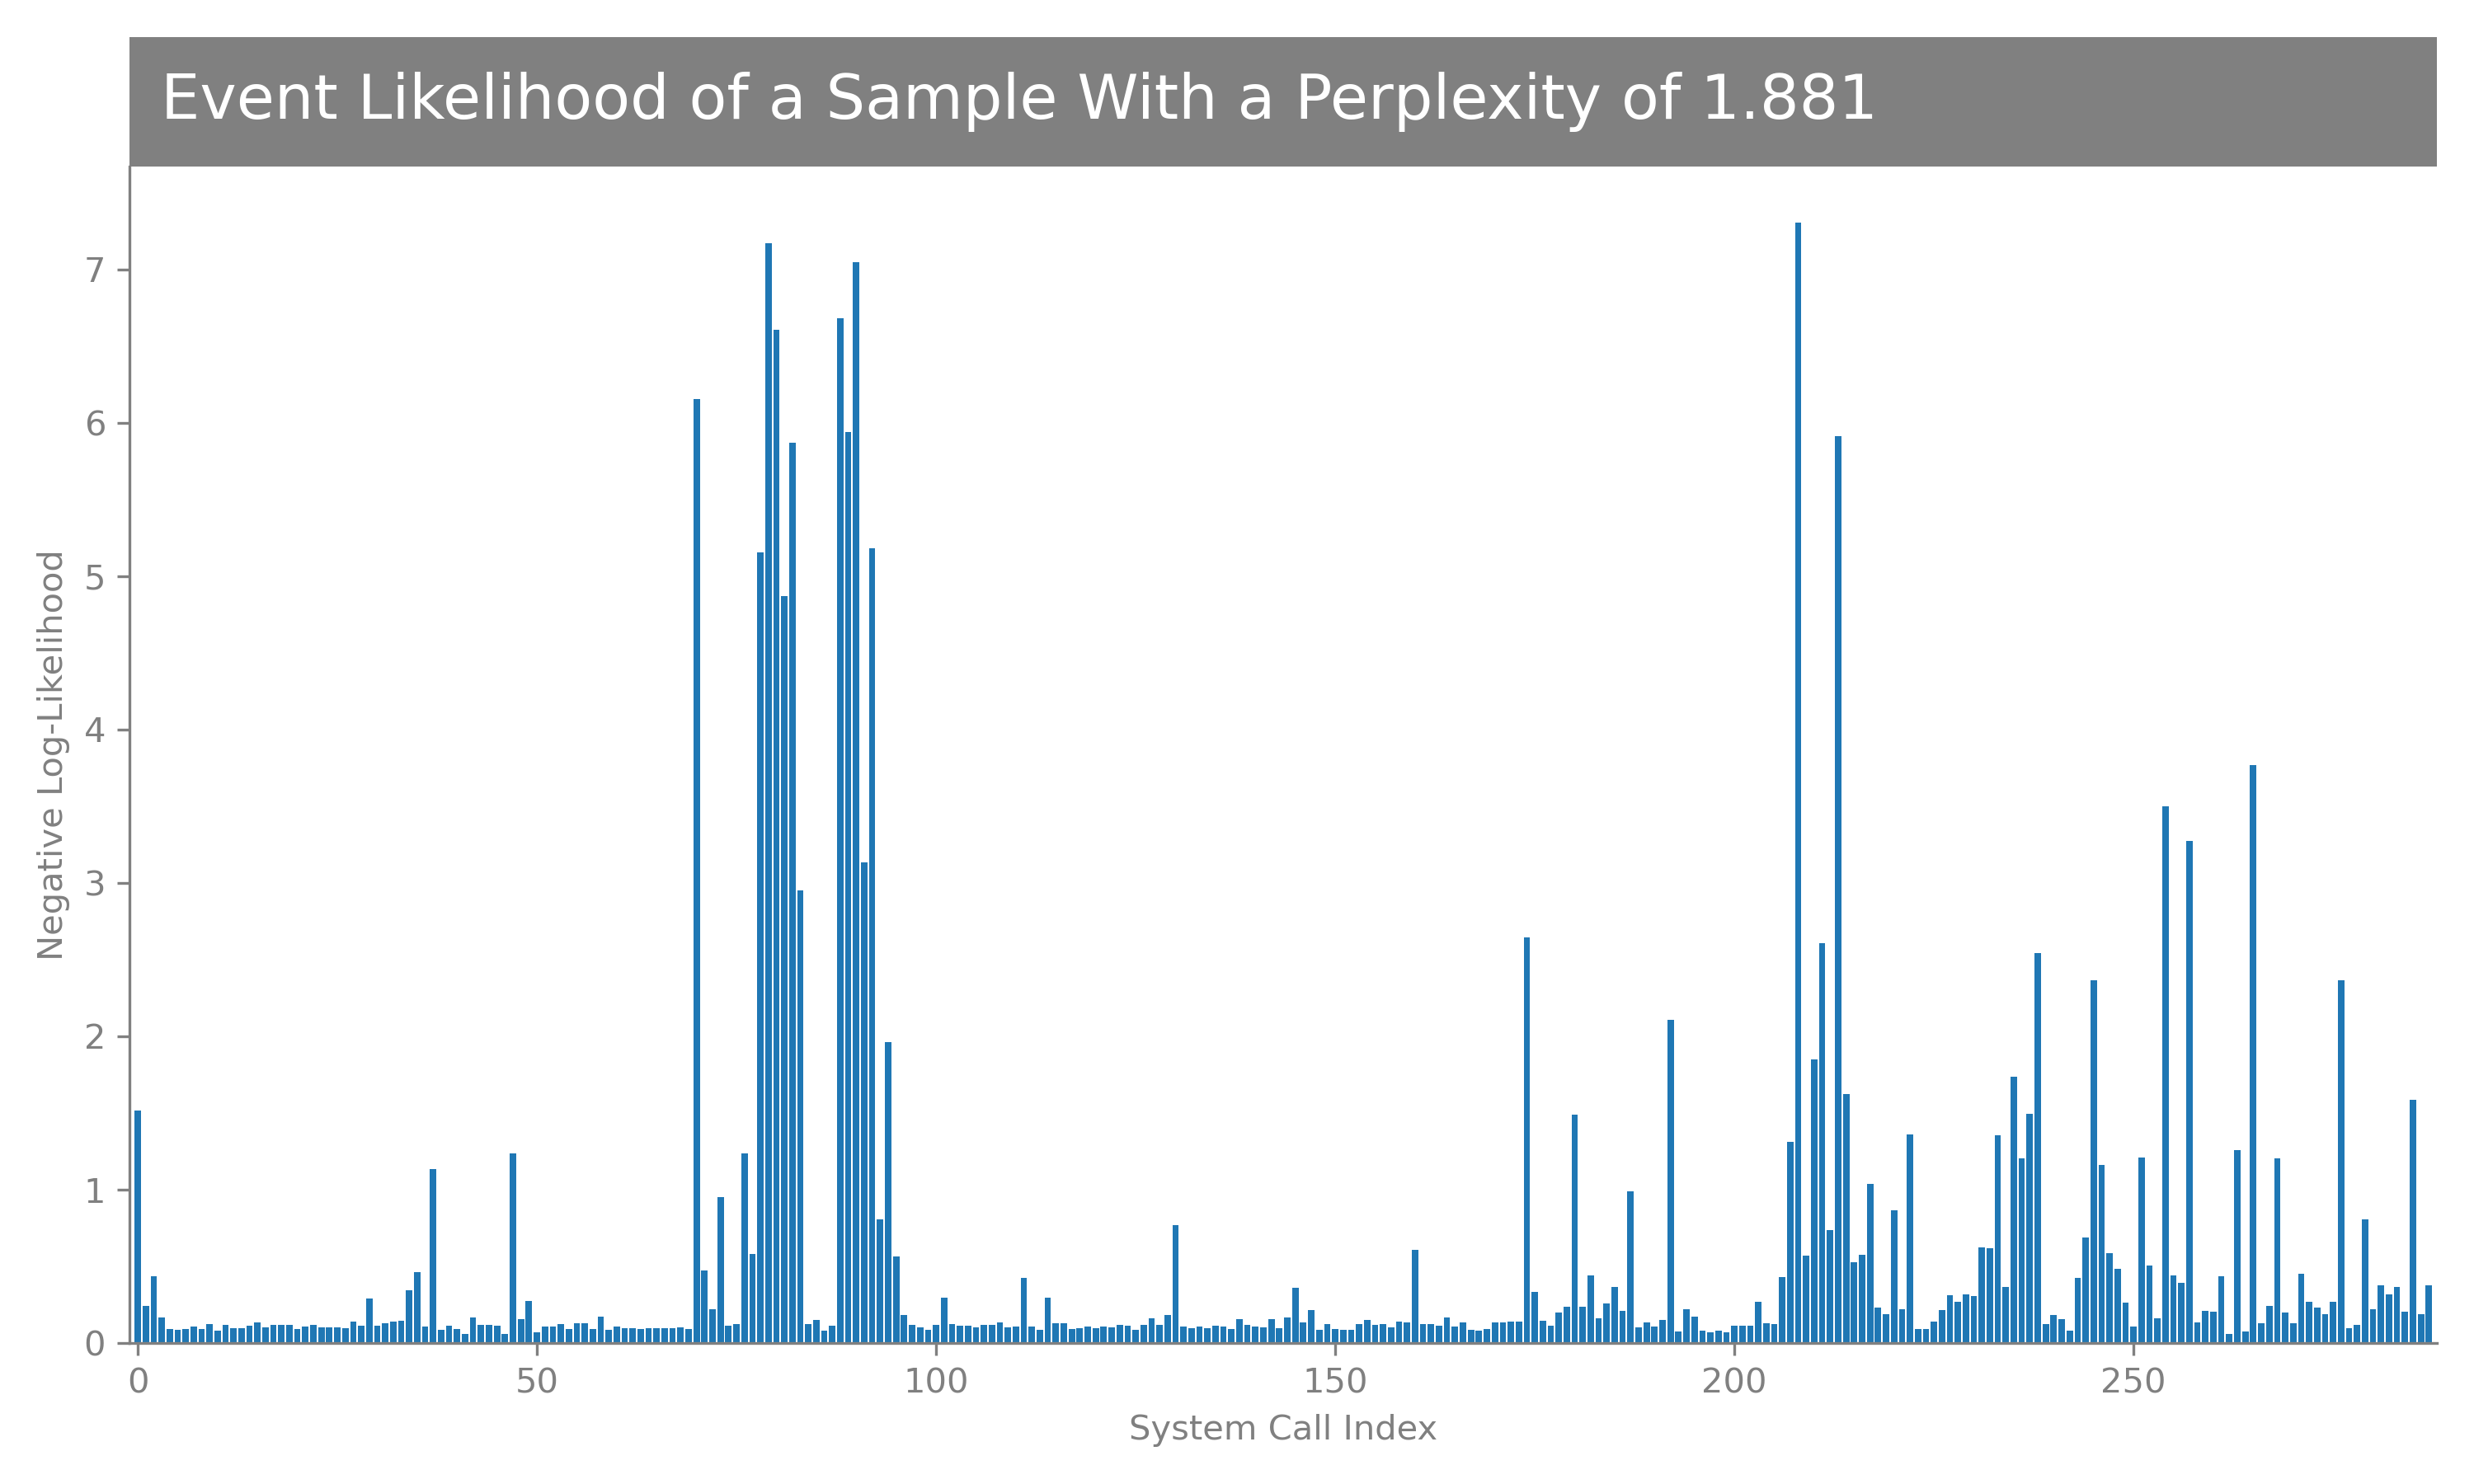 Event Likelihood of a Sample With a Perplexity of 1.881
Negative Log-Likelihood
7
6
5
4
3
2
1
0
0 50 100 150 200 250
System Call Index